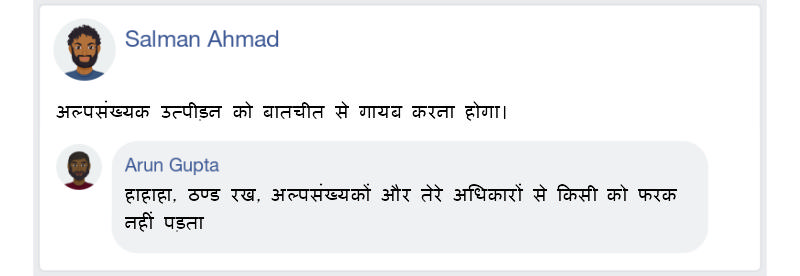 Salman Ahmad
अल्पसंख्यक उत्पीड़न को बातचीत से गायब करना होगा।
Arun Gupta
हाहाहा, ठण्ड रख, अल्पसंख्यकों और तेरे अधिकारों से किसी को फरक
नहीं पड़ता